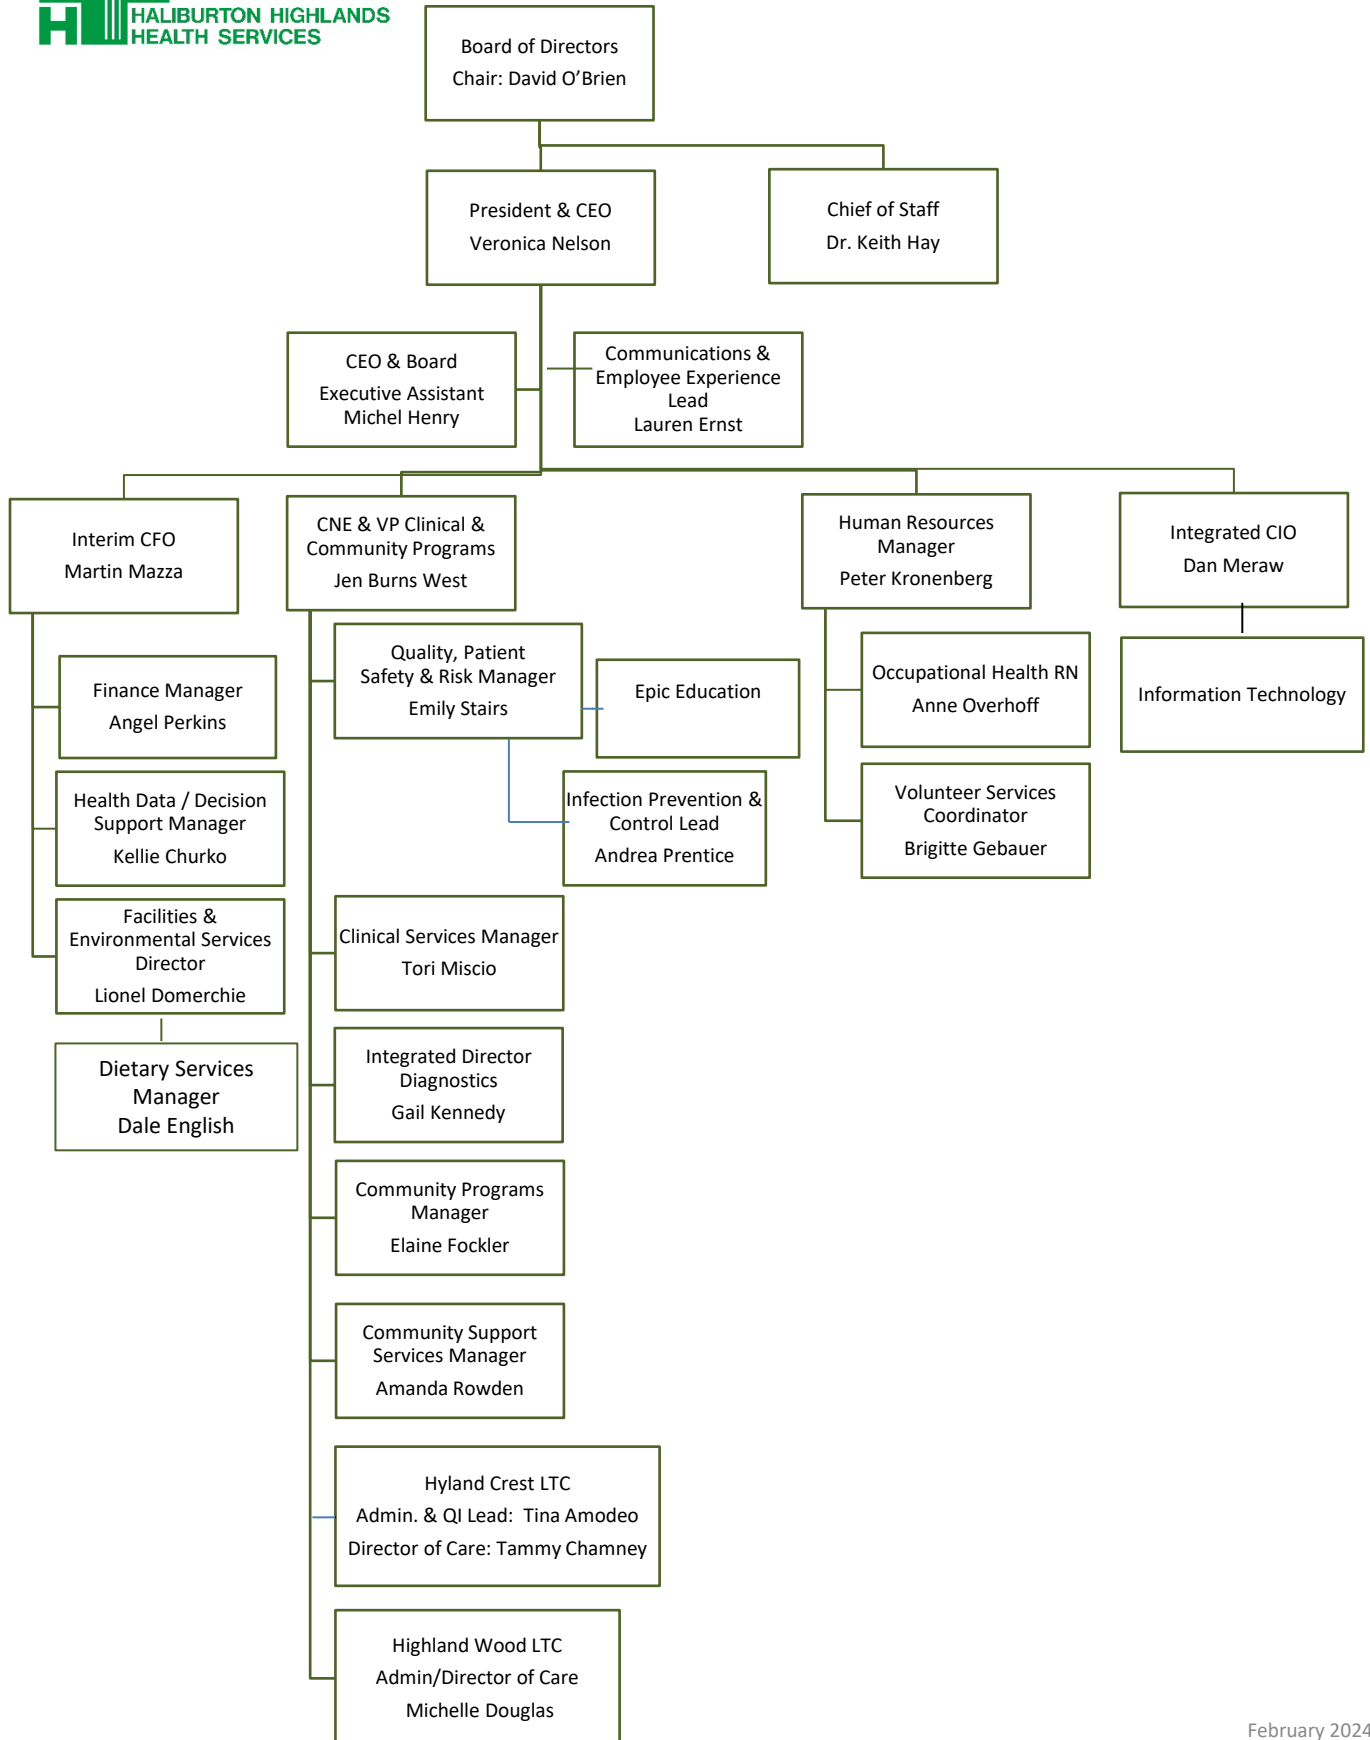 HALIBURTON HIGHLANDS
HEALTH SERVICES
Board of Directors
Chair: David O’Brien
President & CEO
Veronica Nelson
Chief of Staff
Dr. Keith Hay
CEO & Board
Executive Assistant
Michel Henry
Communications &
Employee Experience
Lead
Lauren Ernst
Interim CFO
Martin Mazza
CNE & VP Clinical &
Community Programs
Jen Burns West
Human Resources
Manager
Peter Kronenberg
Integrated CIO
Dan Meraw
Finance Manager
Angel Perkins
Health Data / Decision
Support Manager
Kellie Churko
Facilities &
Environmental Services
Director
Lionel Domerchie
Dietary Services
Manager
Dale English
Quality, Patient
Safety & Risk Manager
Emily Stairs
Epic Education
Infection Prevention &
Control Lead
Andrea Prentice
Clinical Services Manager
Tori Miscio
Integrated Director
Diagnostics
Gail Kennedy
Community Programs
Manager
Elaine Fockler
Community Support
Services Manager
Amanda Rowden
Hyland Crest LTC
Admin. & QI Lead:  Tina Amodeo
Director of Care: Tammy Chamney
Highland Wood LTC
Admin/Director of Care
Michelle Douglas
Occupational Health RN
Anne Overhoff
Volunteer Services
Coordinator
Brigitte Gebauer
Information Technology
February 2024